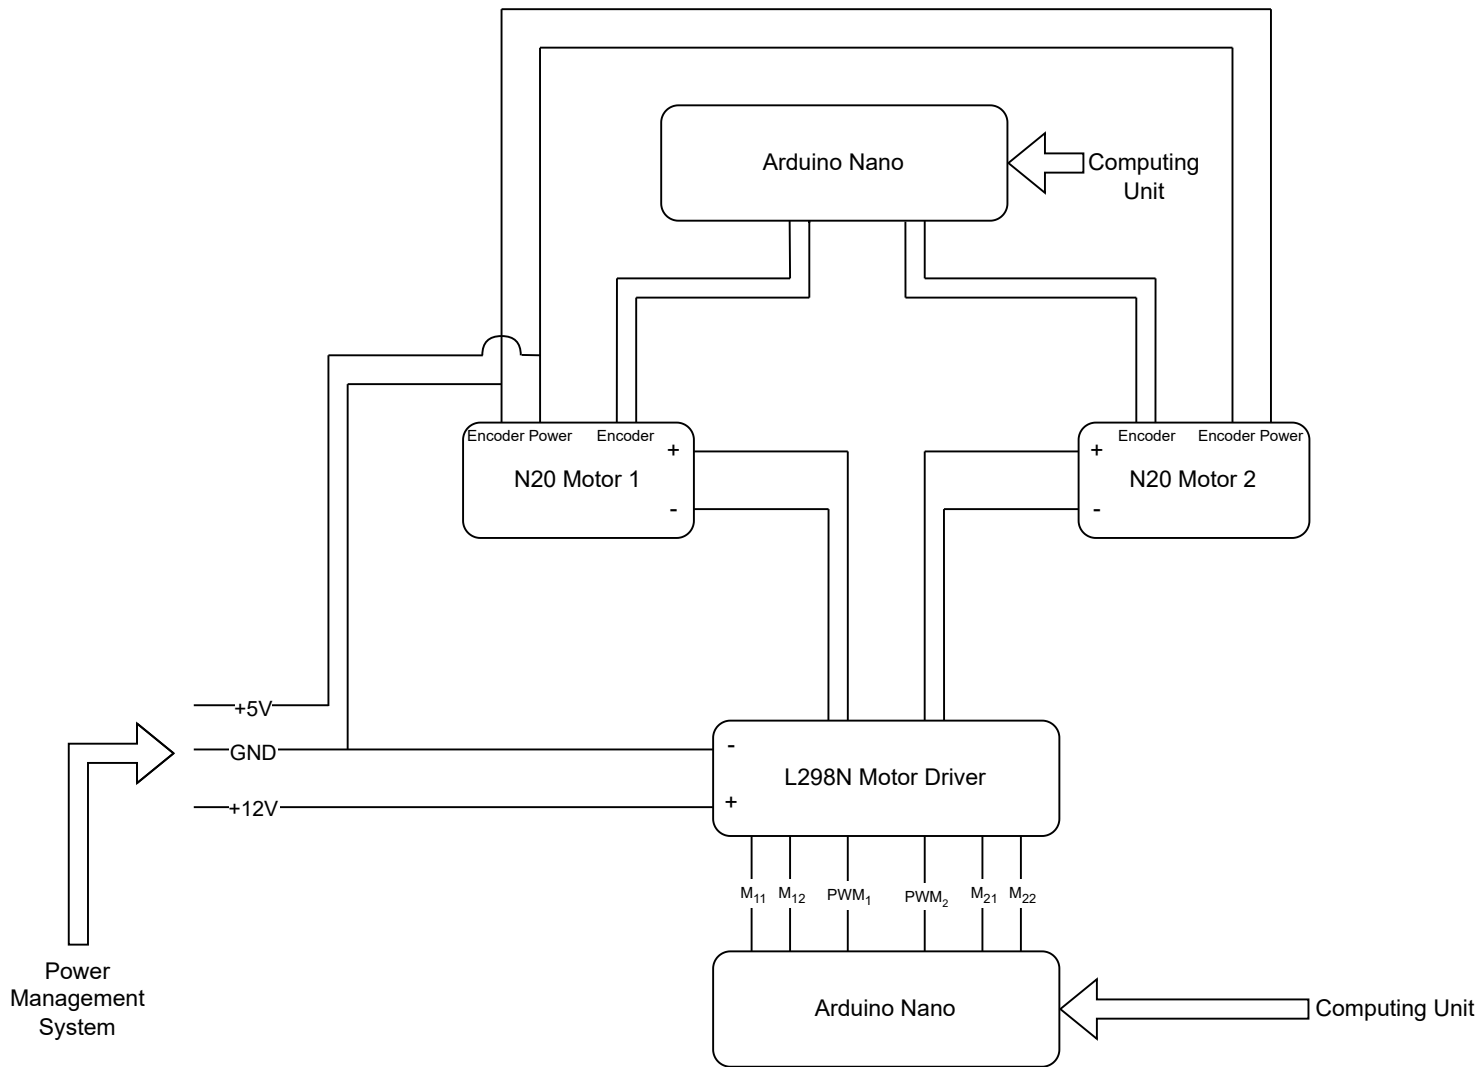 Arduino Nano
Computing
Unit
Encoder Power
Encoder
+
N20 Motor 1
-
Encoder
Encoder Power
+
N20 Motor 2
-
+5V
GND
+12V
-
L298N Motor Driver
+
M11
M12
PWM1
PWM2
M21
M22
Power
Management
System
Arduino Nano
Computing Unit